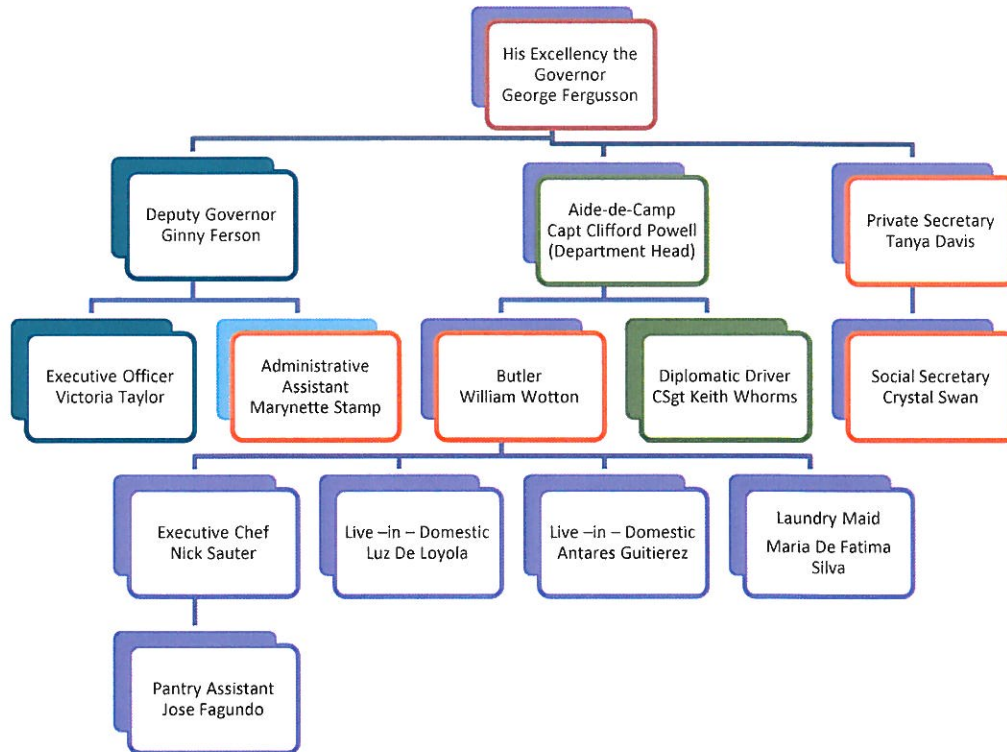 His Excellency the
Governor
George Fergusson
Deputy Governor
Ginny Ferson
Aide-de-Camp
Capt Clifford Powell
(Department Head)
Private Secretary
Tanya Davis
Executive Officer
Victoria Taylor
Administrative
Assistant
Marynette Stamp
Butler
William Wotton
Diplomatic Driver
CSgt Keith Whorms
Social Secretary
Crystal Swan
Executive Chef
Nick Sauter
Live –in – Domestic
Luz De Loyola
Live –in – Domestic
Antares Guitierez
Laundry Maid
Maria De Fatima
Silva
Pantry Assistant
Jose Fagundo